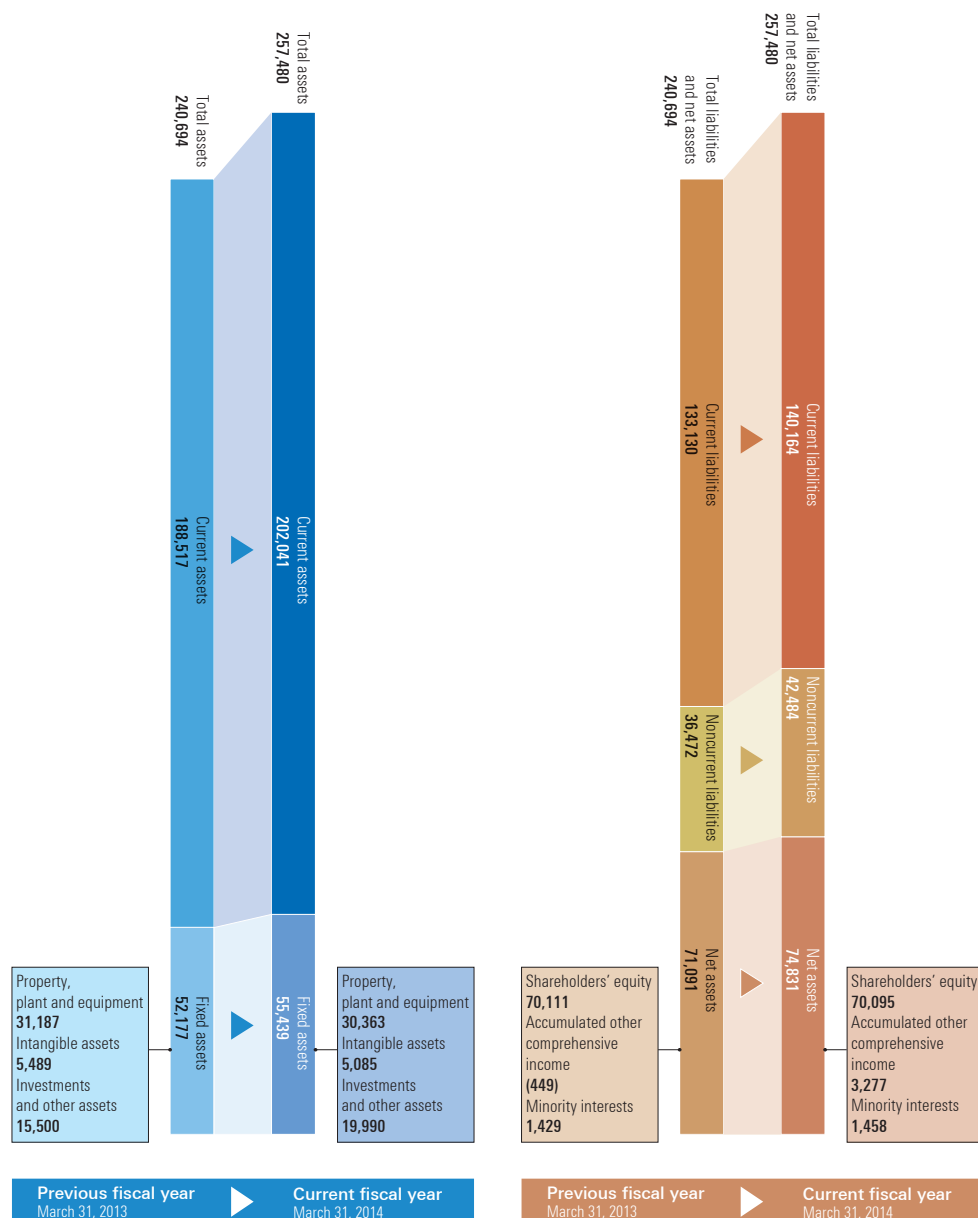 Total assets
240,694
Current assets
188,517
Fixed assets
52,177
Property,
plant and equipment
31,187
Intangible assets
5,489
Investments
and other assets
15,500
Total assets
257,480
Current assets
202,041
Fixed assets
55,439
Property,
plant and equipment
30,363
Intangible assets
5,085
Investments
and other assets
19,990
Previous fiscal year
March 31, 2013
Current fiscal year
March 31, 2014
Total liabilities
and net assets
240,694
Current liabilities
133,130
Noncurrent liabilities
36,472
Net assets
71,091
Shareholders’ equity
70,111
Accumulated other
comprehensive
income
(449)
Minority interests
1,429
Total liabilities
and net assets
257,480
Current liabilities
140,164
Noncurrent liabilities
42,484
Net assets
74,831
Shareholders’ equity
70,095
Accumulated other
comprehensive
income
3,277
Minority interests
1,458
Previous fiscal year
March 31, 2013
Current fiscal year
March 31, 2014